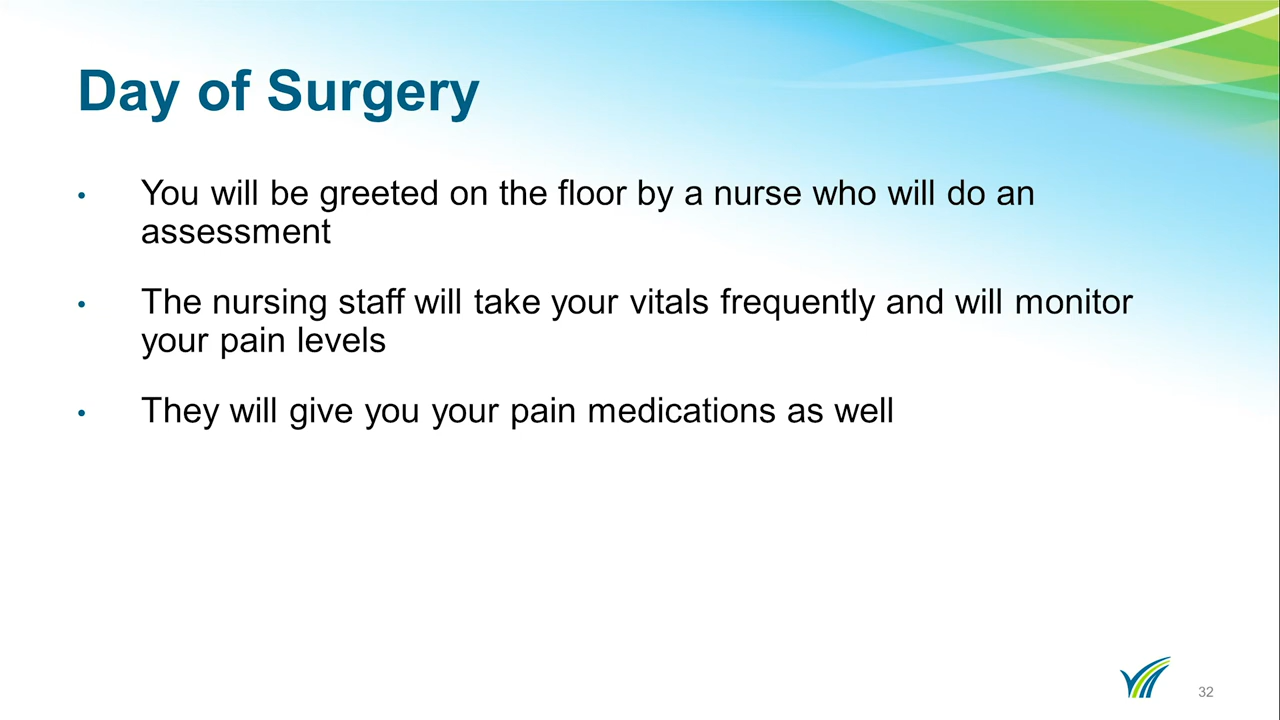 Day of Surgery
• You will be greeted on the floor by a nurse who will do an
assessment
• The nursing staff will take your vitals frequently and will monitor
your pain levels
• They will give you your pain medications as well
32